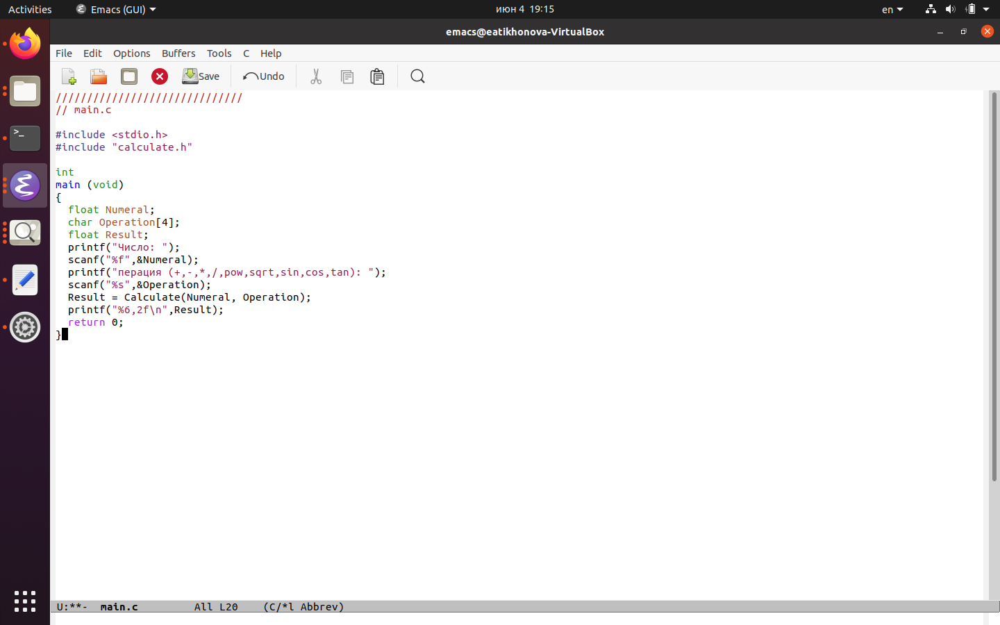 Activities Emacs (GUI) июн 4 19:15 en
emacs@eatikhonova-VirtualBox
File Edit Options Buffers Tools C Help
Save Undo
//////////////////////////////
// main.c
#include <stdio.h>
#include "calculate.h"
int
main (void)
{
  float Numeral;
  char Operation[4];
  float Result;
  printf("Число: ");
  scanf("%f",&Numeral);
  printf("перация (+,-,*,/,pow,sqrt,sin,cos,tan): ");
  scanf("%s",&Operation);
  Result = Calculate(Numeral, Operation);
  printf("%6,2f\n",Result);
  return 0;
}
U:**-  main.c         All L20    (C/*l Abbrev)